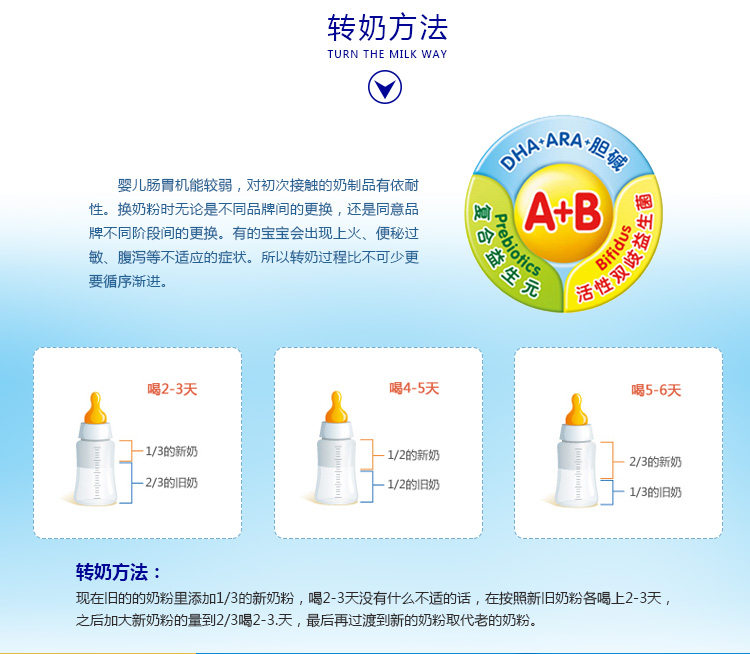 转奶方法
TURN THE MILK WAY
婴儿肠胃机能较弱，对初次接触的奶制品有依耐
性。换奶粉时无论是不同品牌间的更换，还是同意品
牌不同阶段间的更换。有的宝宝会出现上火、便秘过
敏、腹泻等不适应的症状。所以转奶过程比不可少更
要循序渐进。
DHA+ARA+胆碱
A+B
Prebiotics
复合益生元
Bifidus
活性双歧益生菌
喝2-3天
1/3的新奶
2/3的旧奶
喝4-5天
1/2的新奶
1/2的旧奶
喝5-6天
2/3的新奶
1/3的旧奶
转奶方法：
现在旧的的奶粉里添加1/3的新奶粉，喝2-3天没有什么不适的话，在按照新旧奶粉各喝上2-3天，
之后加大新奶粉的量到2/3喝2-3.天，最后再过渡到新的奶粉取代老的奶粉。